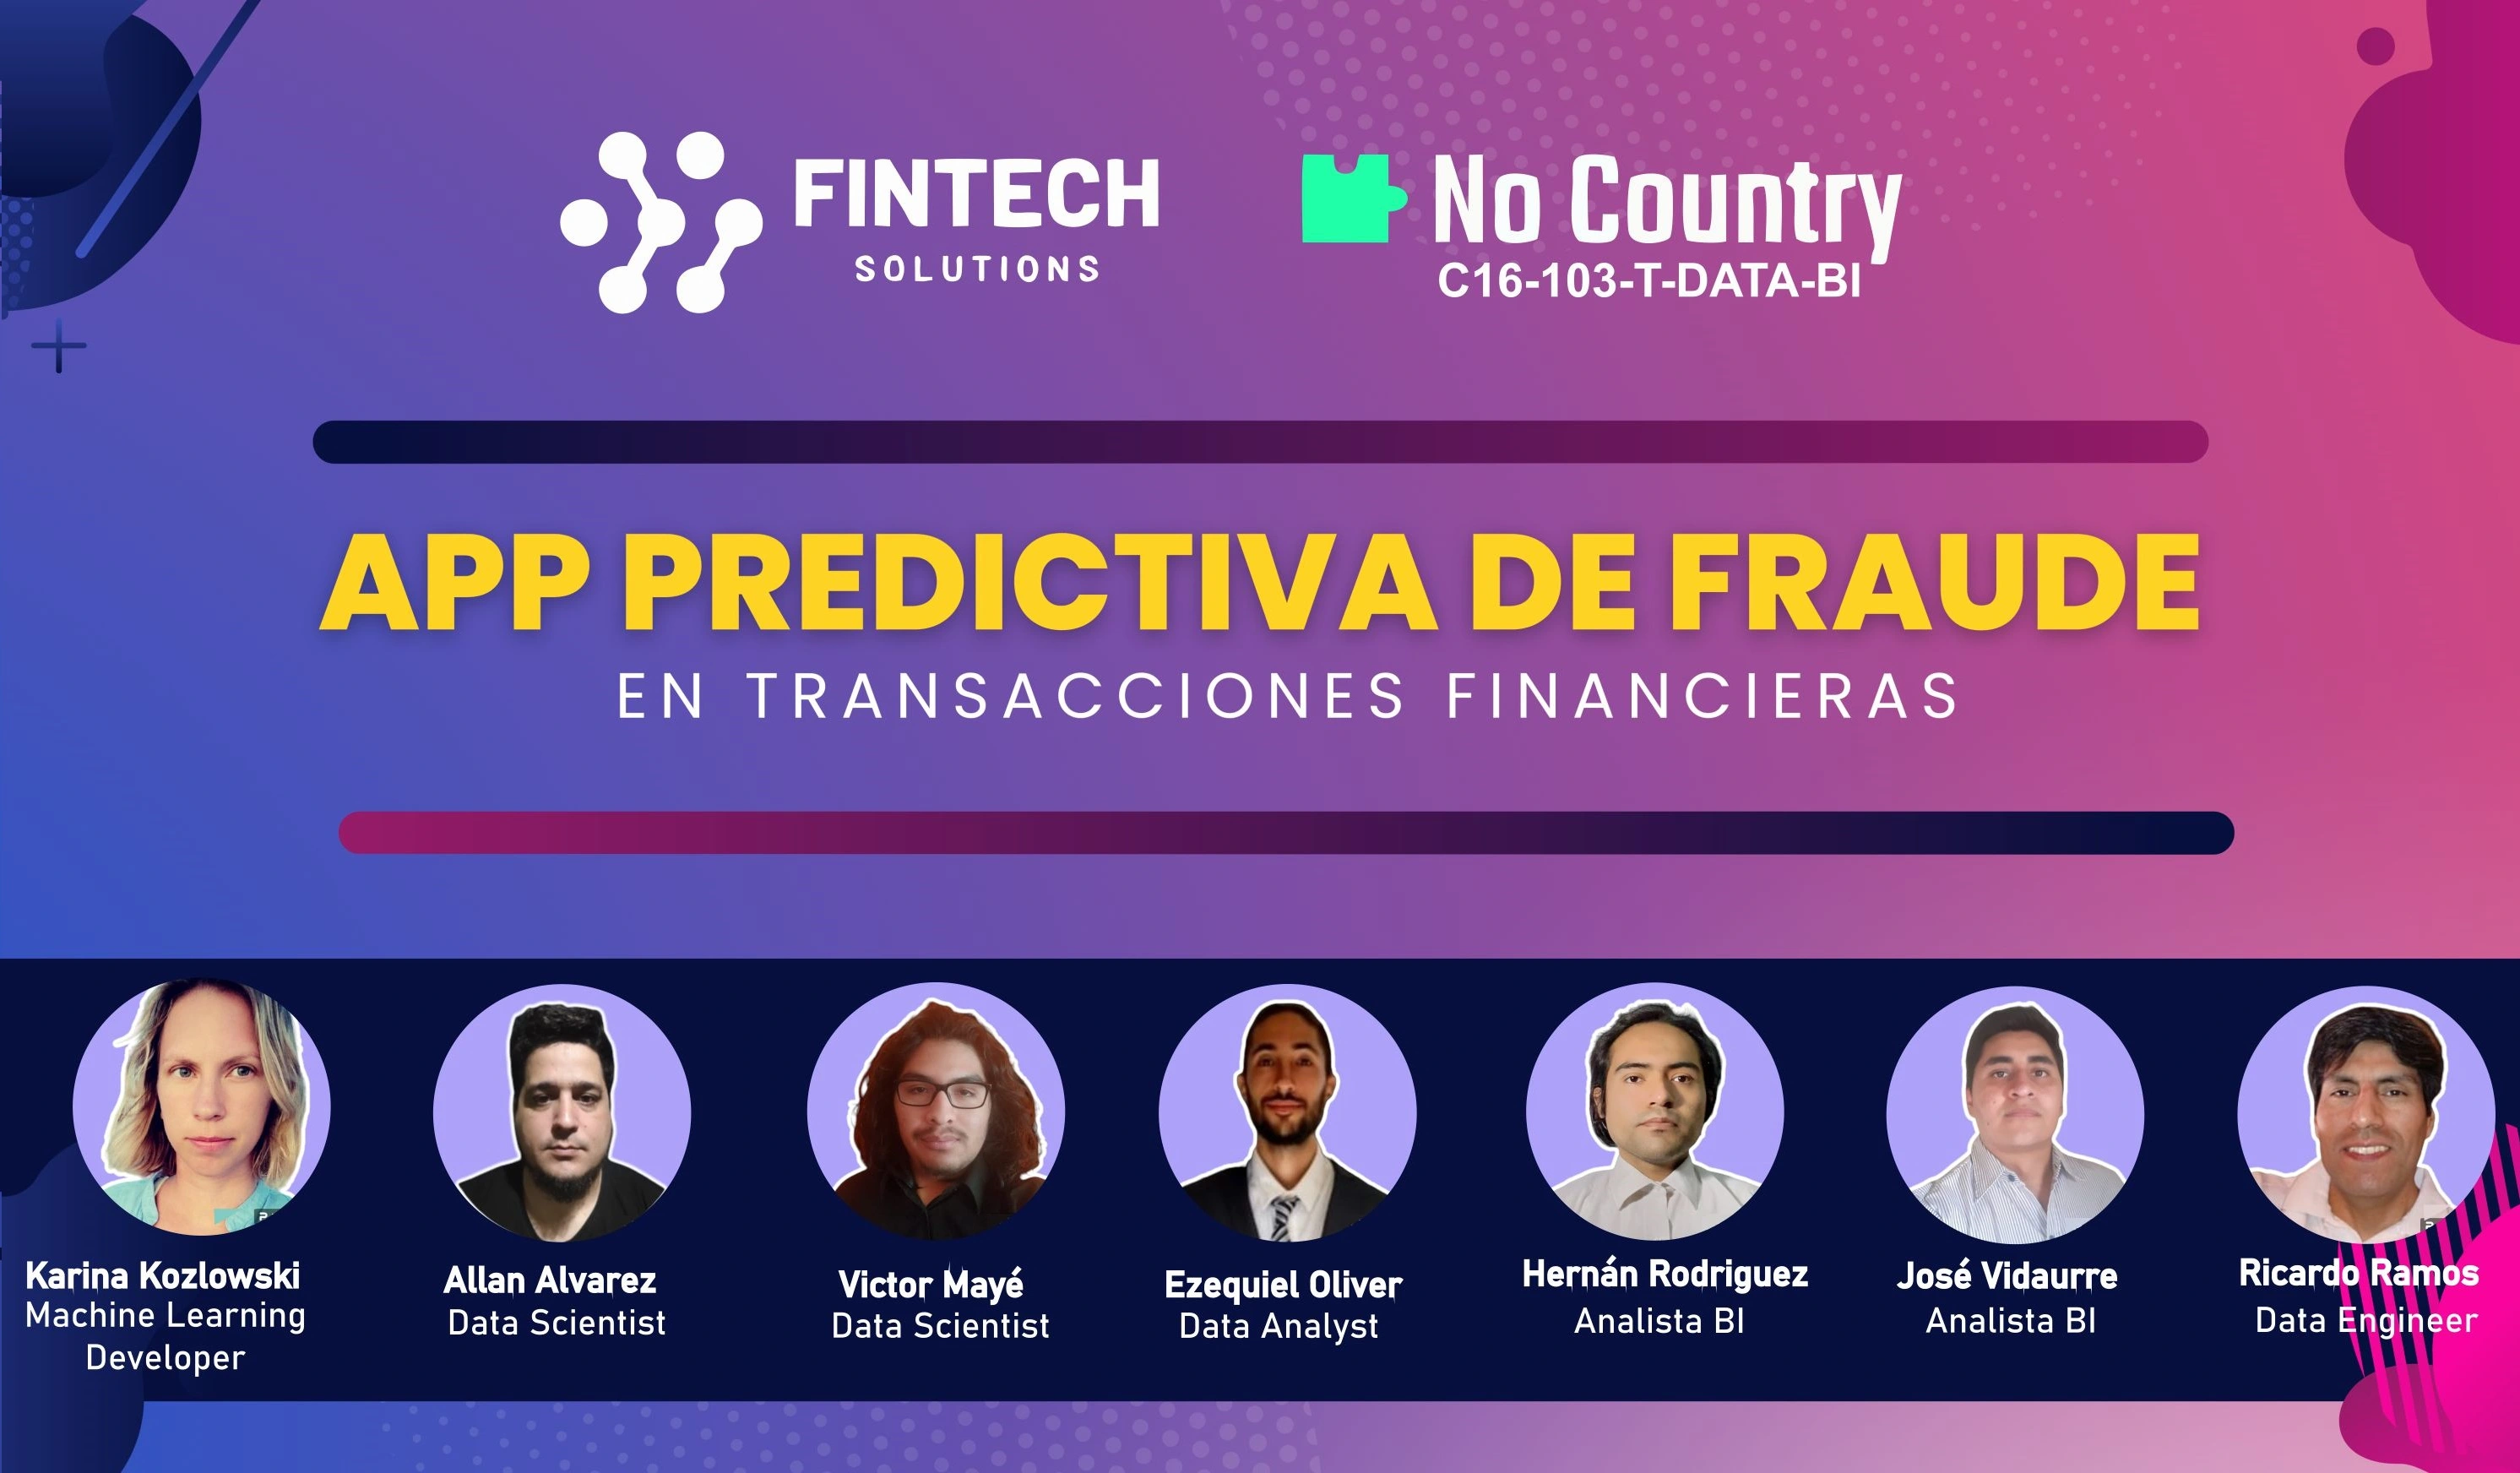 FINTECH
SOLUTIONS
No Country
C16-103-T-DATA-BI
APP PREDICTIVA DE FRAUDE
EN TRANSACCIONES FINANCIERAS
Karina Kozlowski
Machine Learning
Developer
Allan Alvarez
Data Scientist
Victor Mayé
Data Scientist
Ezequiel Oliver
Data Analyst
Hernán Rodriguez
Analista BI
José Vidaurre
Analista BI
Ricardo Ramos
Data Engineer